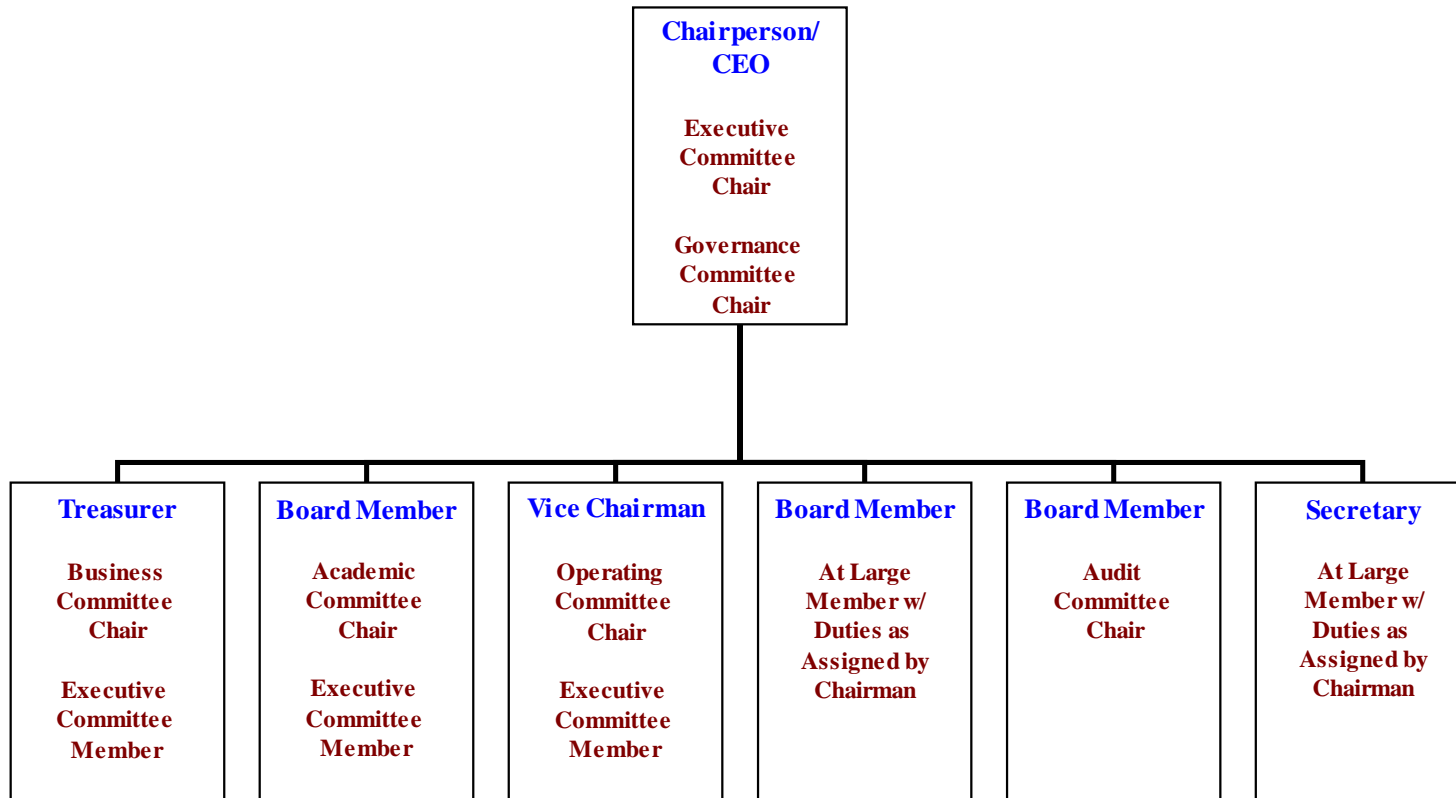 Chairperson/
CEO
Executive
Committee
Chair
Governance
Committee
Chair
Treasurer
Business
Committee
Chair
Executive
Committee
Member
Board Member
Academic
Committee
Chair
Executive
Committee
Member
Vice Chairman
Operating
Committee
Chair
Executive
Committee
Member
Board Member
At Large
Member w/
Duties as
Assigned by
Chairman
Board Member
Audit
Committee
Chair
Secretary
At Large
Member w/
Duties as
Assigned by
Chairman